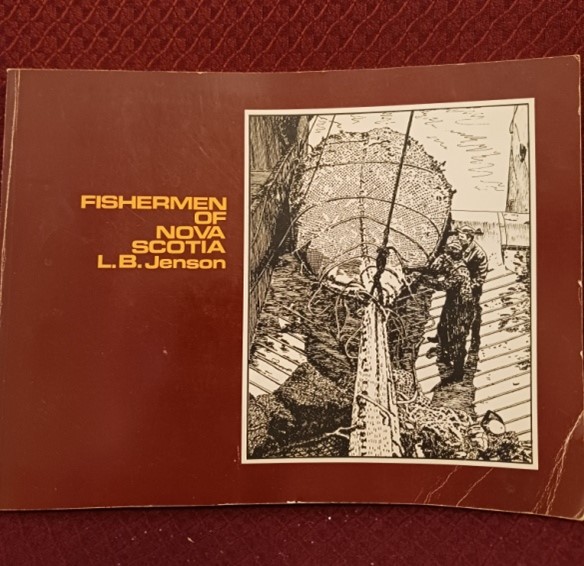 FISHERMEN
OF
NOVA
SCOTIA
L.B. Jenson